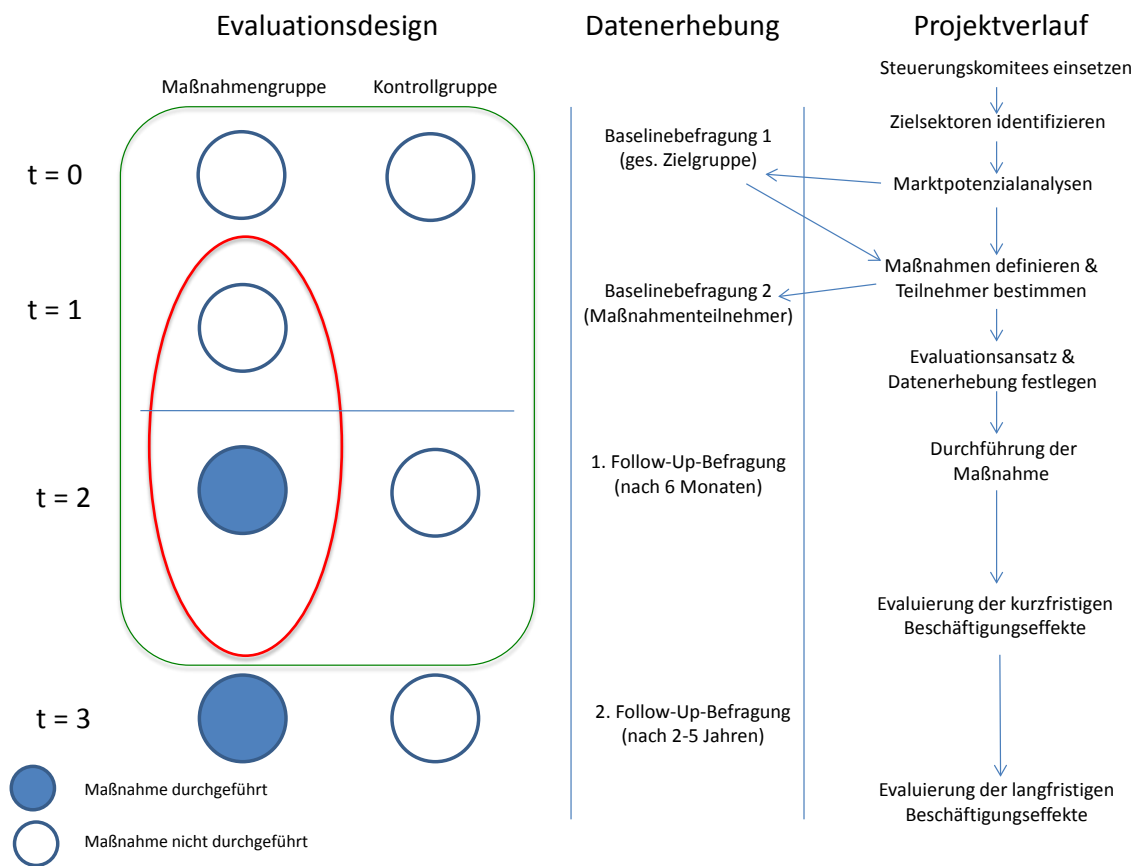 Evaluationsdesign
Maßnahmengruppe
Kontrollgruppe
t = 0
t = 1
t = 2
t = 3
Maßnahme durchgeführt
Maßnahme nicht durchgeführt
Datenerhebung
Baselinebefragung 1
(ges. Zielgruppe)
Baselinebefragung 2
(Maßnahmenteilnehmer)
1. Follow-Up-Befragung
(nach 6 Monaten)
2. Follow-Up-Befragung
(nach 2-5 Jahren)
Projektverlauf
Steuerungskomitees einsetzen
Zielsektoren identifizieren
Marktpotenzialanalysen
Maßnahmen definieren &
Teilnehmer bestimmen
Evaluationsansatz &
Datenerhebung festlegen
Durchführung der
Maßnahme
Evaluierung der kurzfristigen
Beschäftigungseffekte
Evaluierung der langfristigen
Beschäftigungseffekte